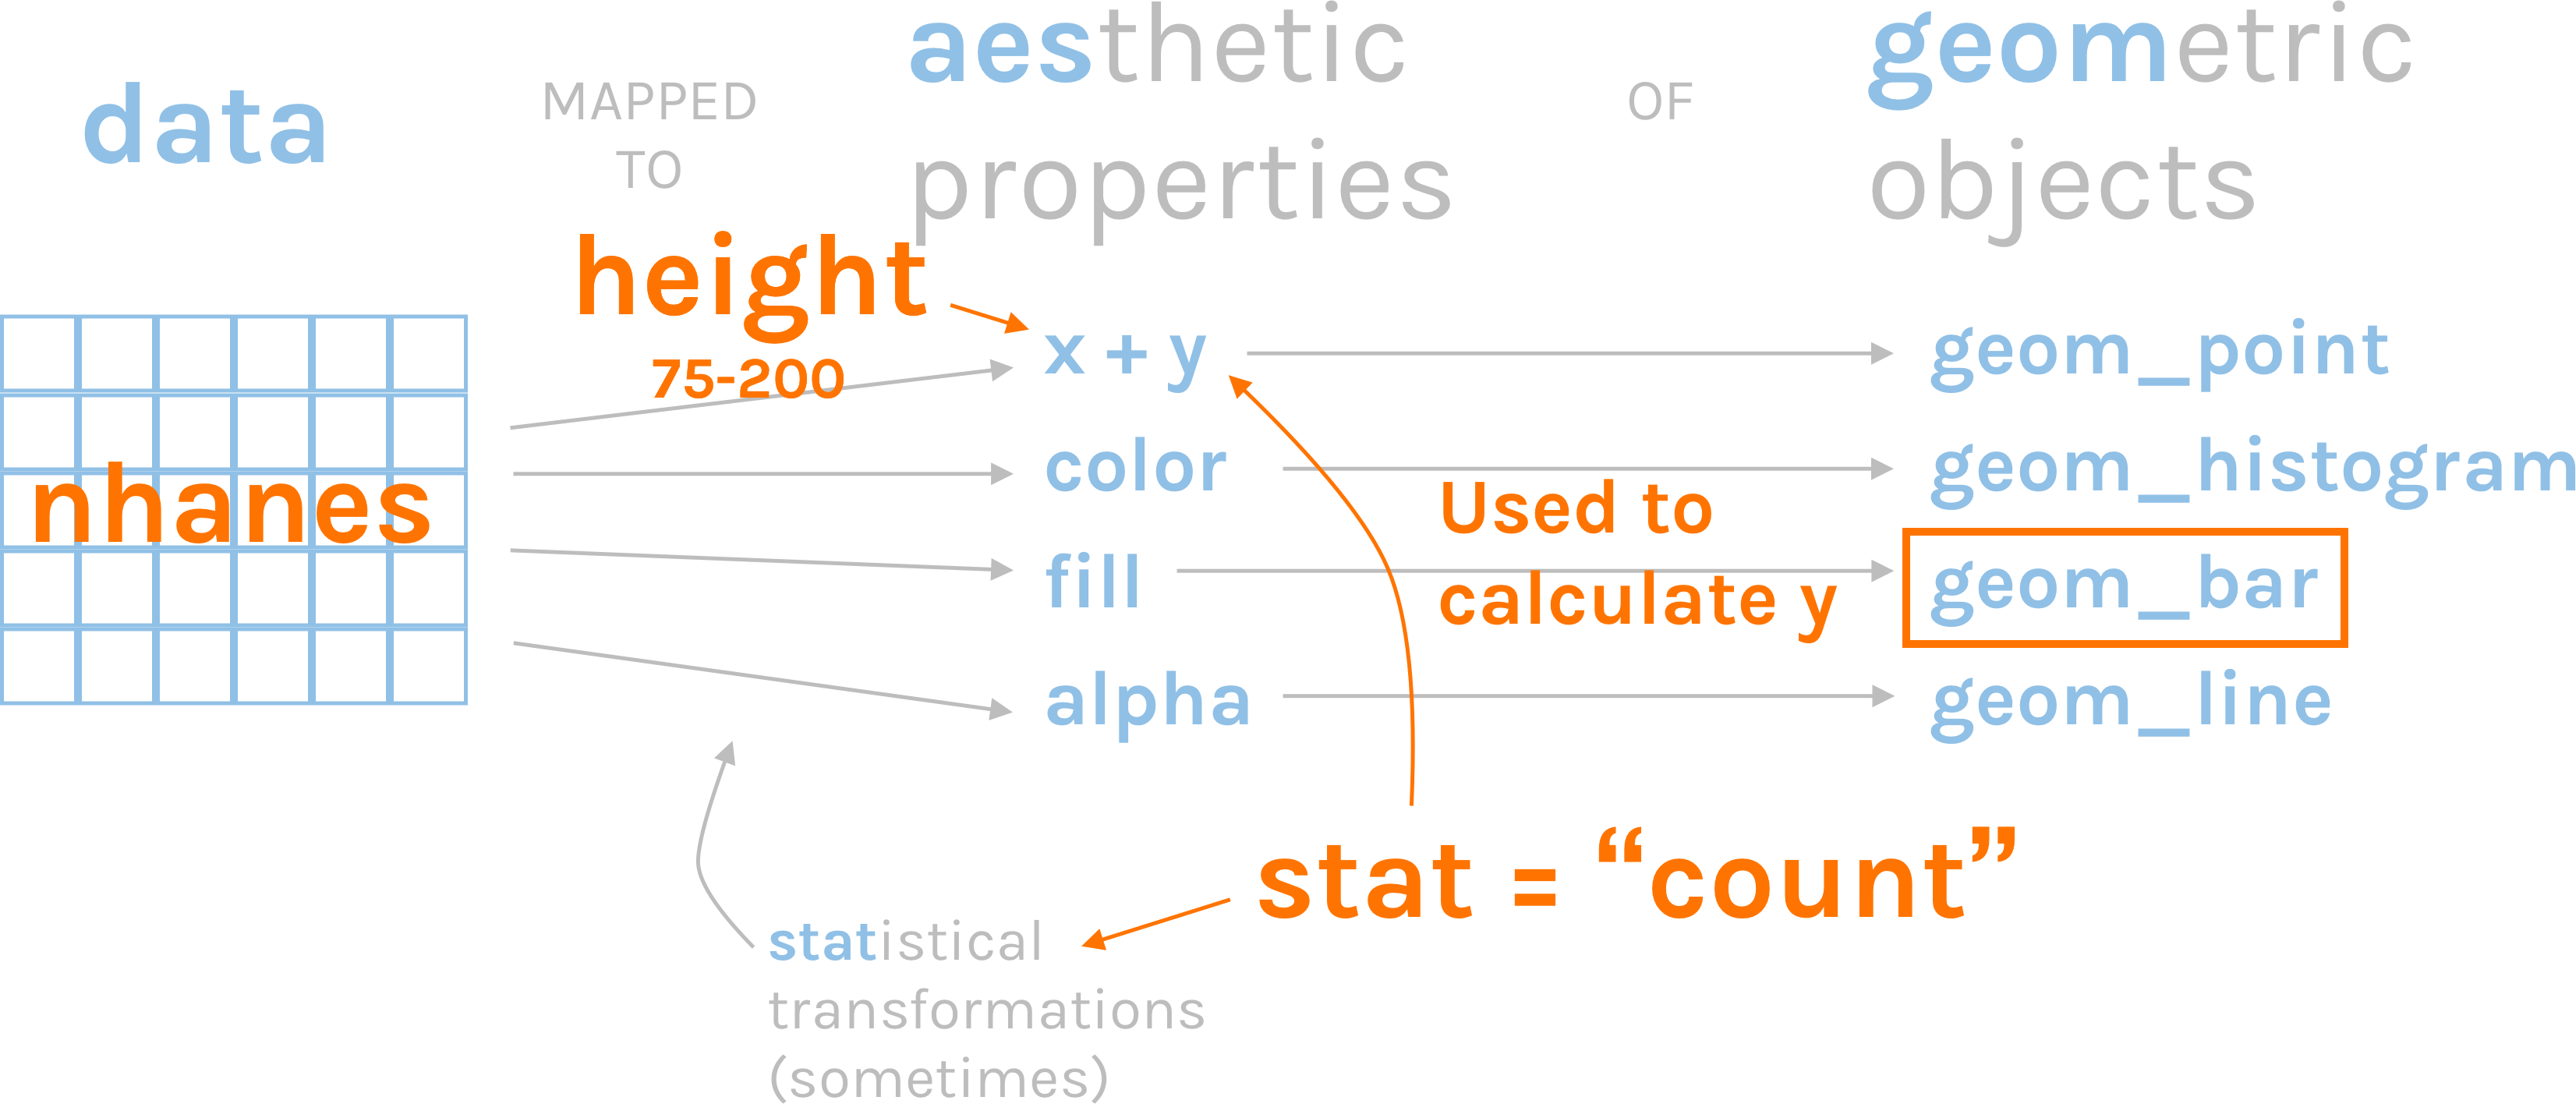 data
MAPPED
TO
aesthetic
properties
OF
geometric
objects
height
75-200
nhanes
x + y
color
fill
alpha
Used to
calculate y
geom_point
geom_histogram
geom_bar
geom_line
stat = “count”
statistical
transformations
(sometimes)